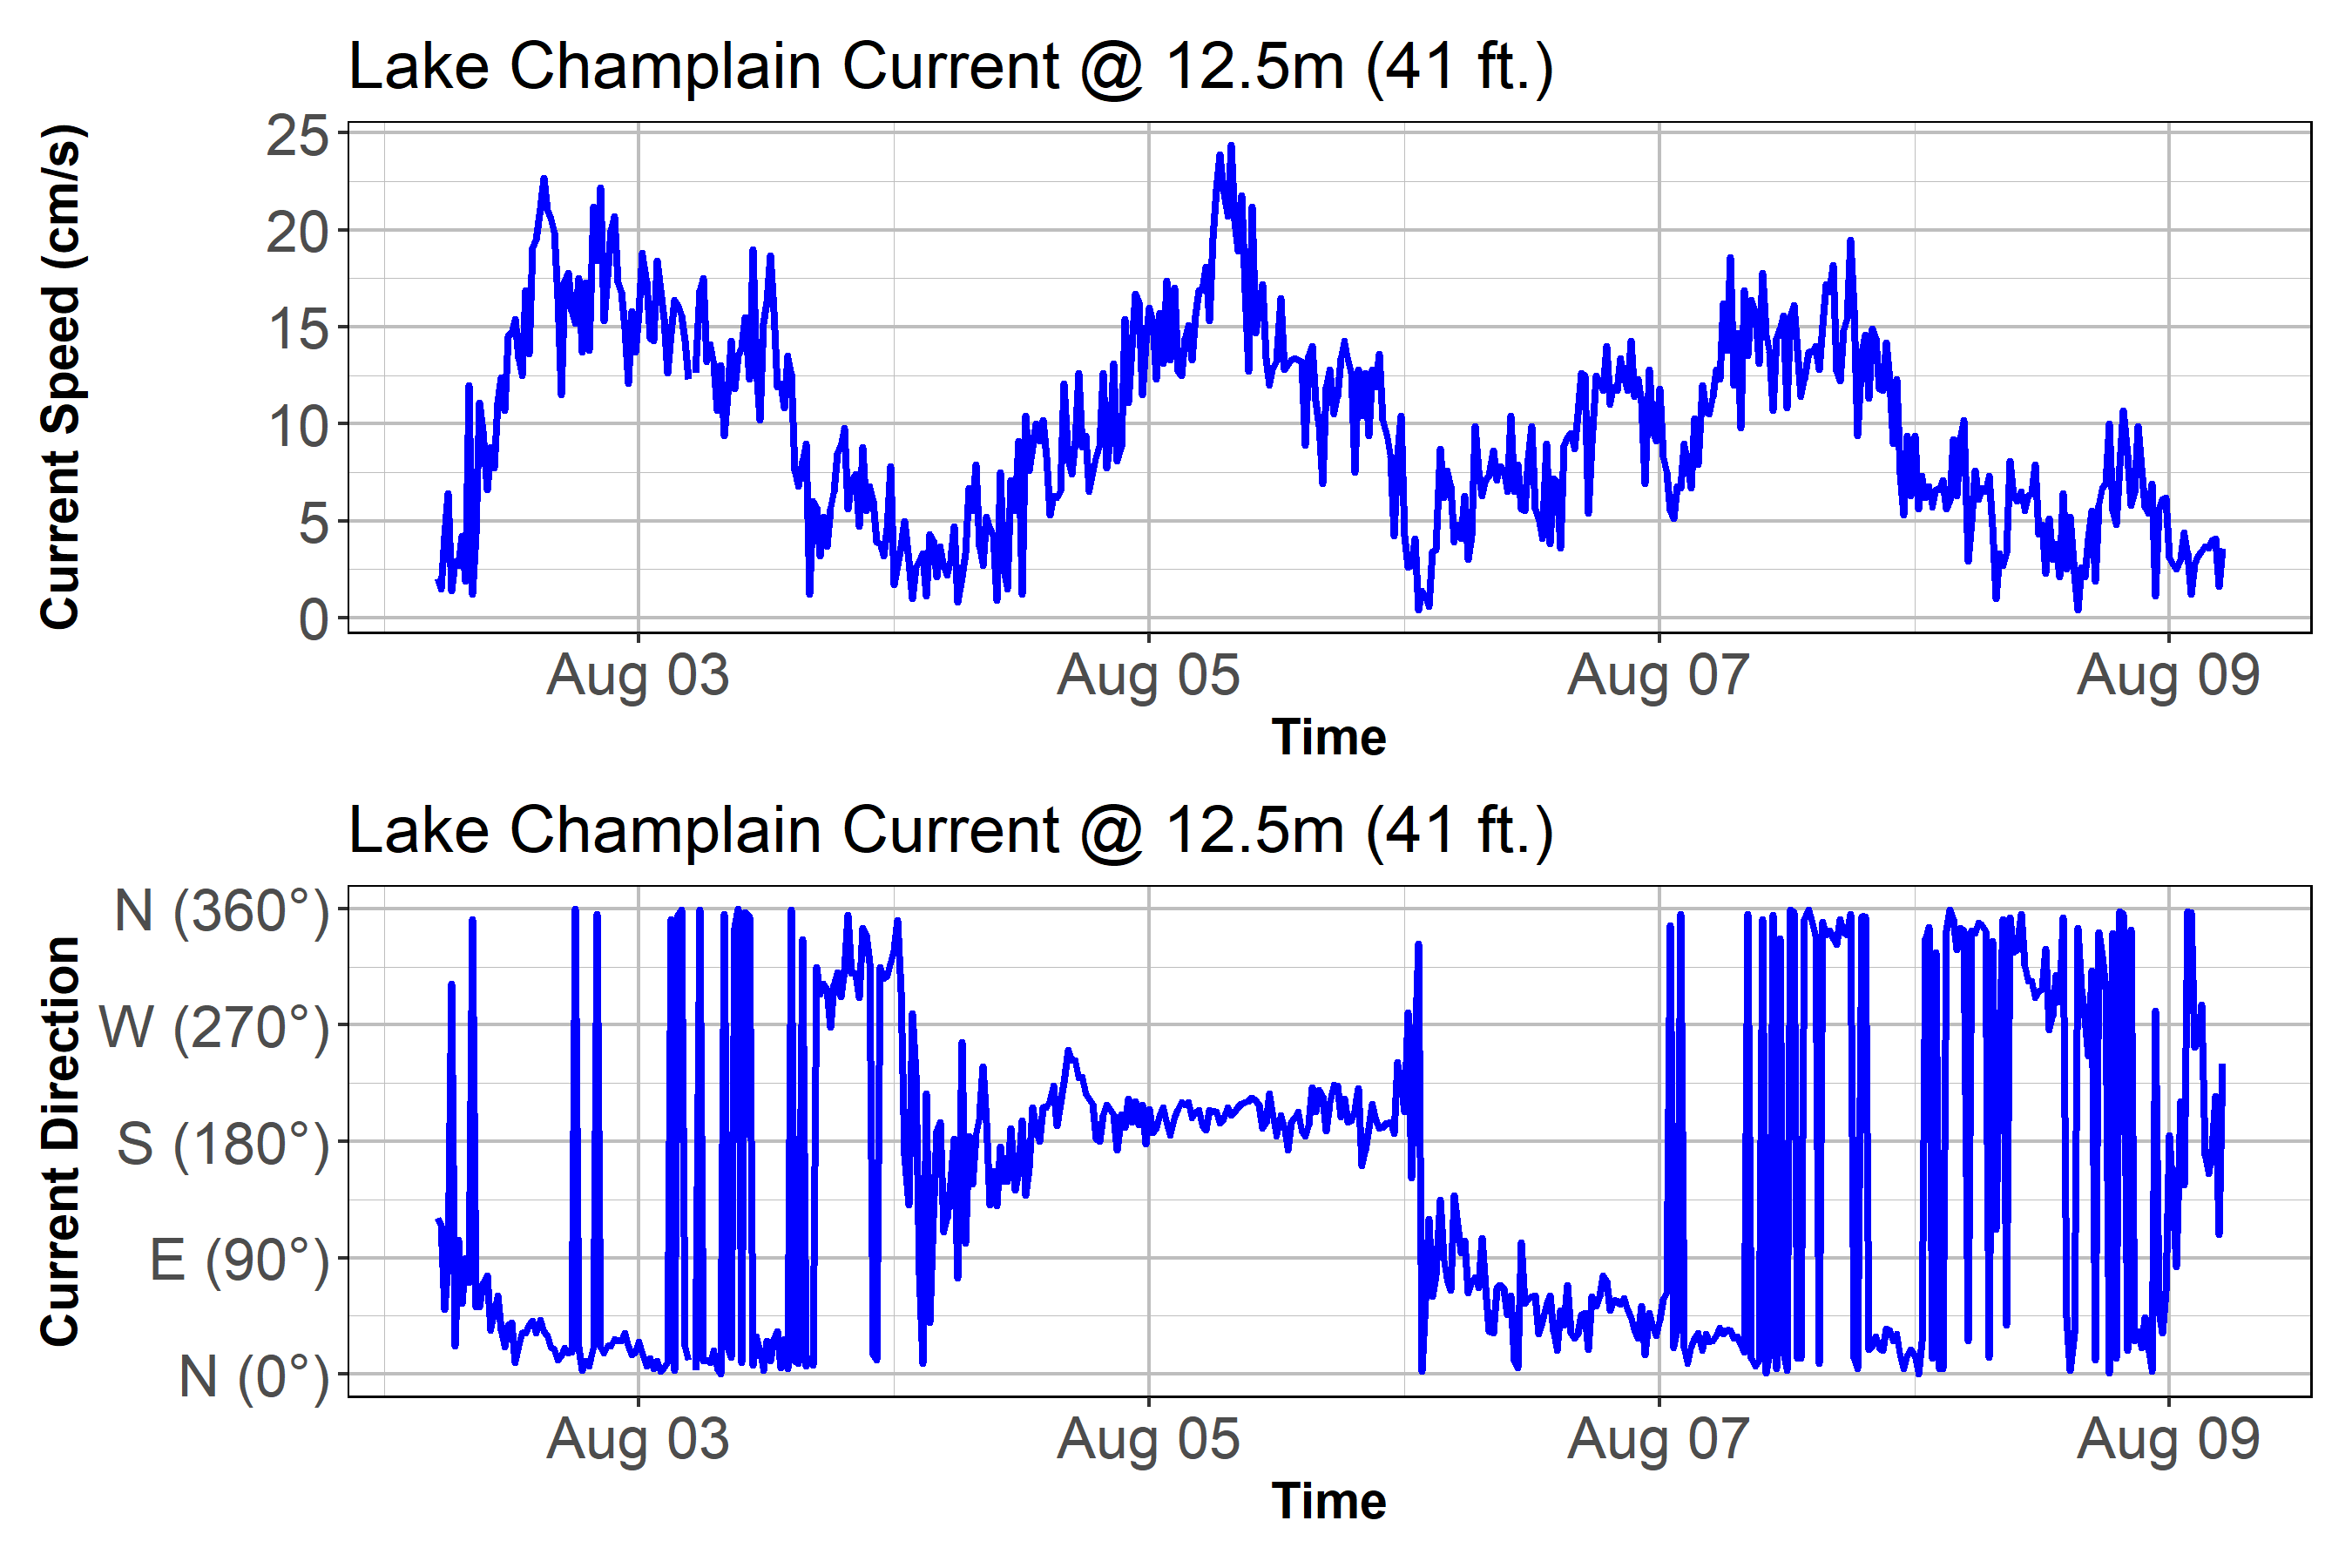 Lake Champlain Current @ 12.5m (41 ft.)
Current Speed (cm/s)
25
20
15
10
5
0
Aug 03 Aug 05 Aug 07 Aug 09
Time
Lake Champlain Current @ 12.5m (41 ft.)
Current Direction
N (360°)
W (270°)
S (180°)
E (90°)
N (0°)
Aug 03 Aug 05 Aug 07 Aug 09
Time